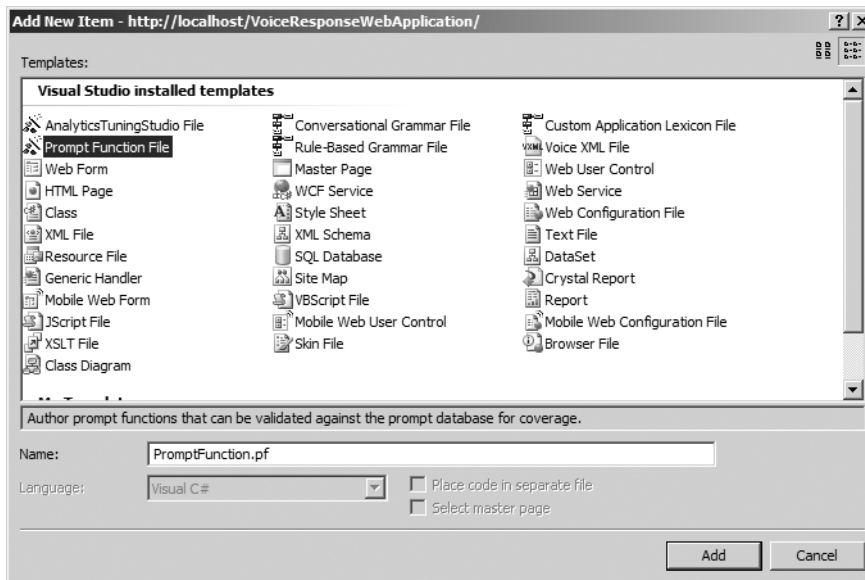 Add New Item - http://localhost/VoiceResponseWebApplication/
Templates:
Visual Studio installed templates
AnalyticsTuningStudio File Conversational Grammar File Custom Application Lexicon File
Prompt Function File Rule-Based Grammar File Voice XML File
Web Form Master Page Web User Control
HTML Page WCF Service Web Service
Class Style Sheet Web Configuration File
XML File XML Schema Text File
Resource File SQL Database DataSet
Generic Handler Site Map Crystal Report
Mobile Web Form VBScript File Report
JScript File Mobile Web User Control Mobile Web Configuration File
XSLT File Skin File Browser File
Class Diagram
Author prompt functions that can be validated against the prompt database for coverage.
Name: PromptFunction.pf
Language: Visual C# Place code in separate file
Select master page
Add Cancel